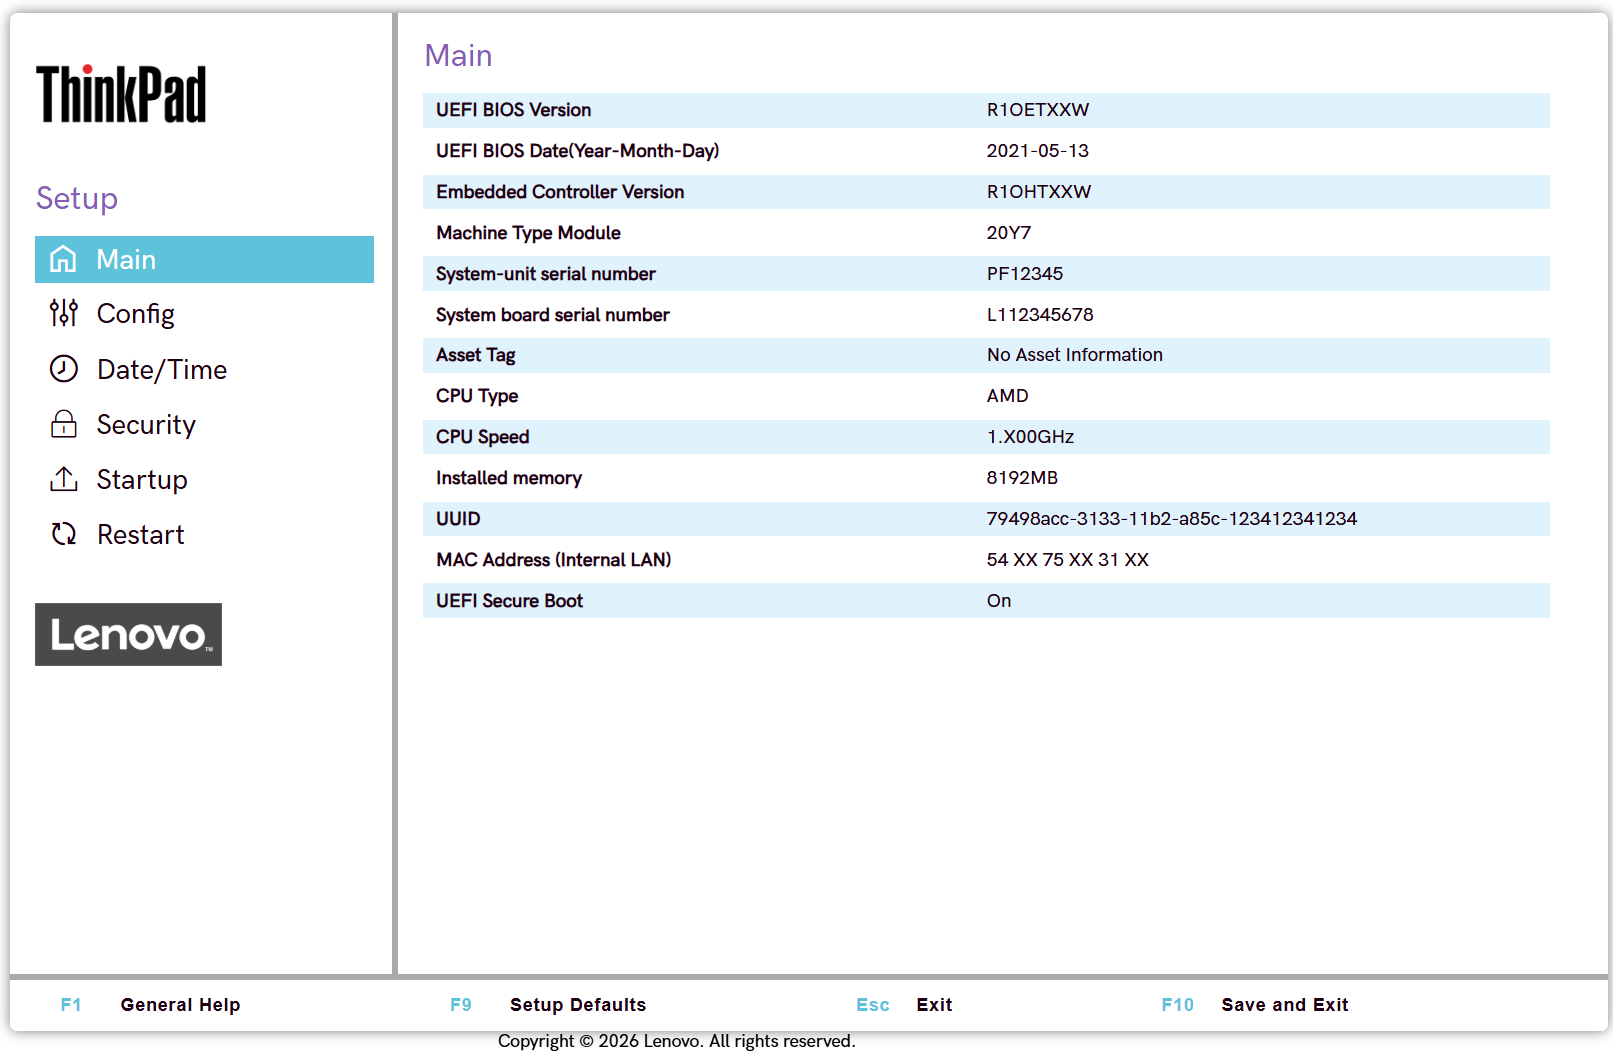 ThinkPad
Setup
Main
Config
Date/Time
Security
Startup
Restart
Lenovo™
Main
UEFI BIOS Version R1OETXXW
UEFI BIOS Date(Year-Month-Day) 2021-05-13
Embedded Controller Version R1OHTXXW
Machine Type Module 20Y7
System-unit serial number PF12345
System board serial number L112345678
Asset Tag No Asset Information
CPU Type AMD
CPU Speed 1.X00GHz
Installed memory 8192MB
UUID 79498acc-3133-11b2-a85c-123412341234
MAC Address (Internal LAN) 54 XX 75 XX 31 XX
UEFI Secure Boot On
F1 General Help F9 Setup Defaults Esc Exit F10 Save and Exit
Copyright © 2026 Lenovo. All rights reserved.